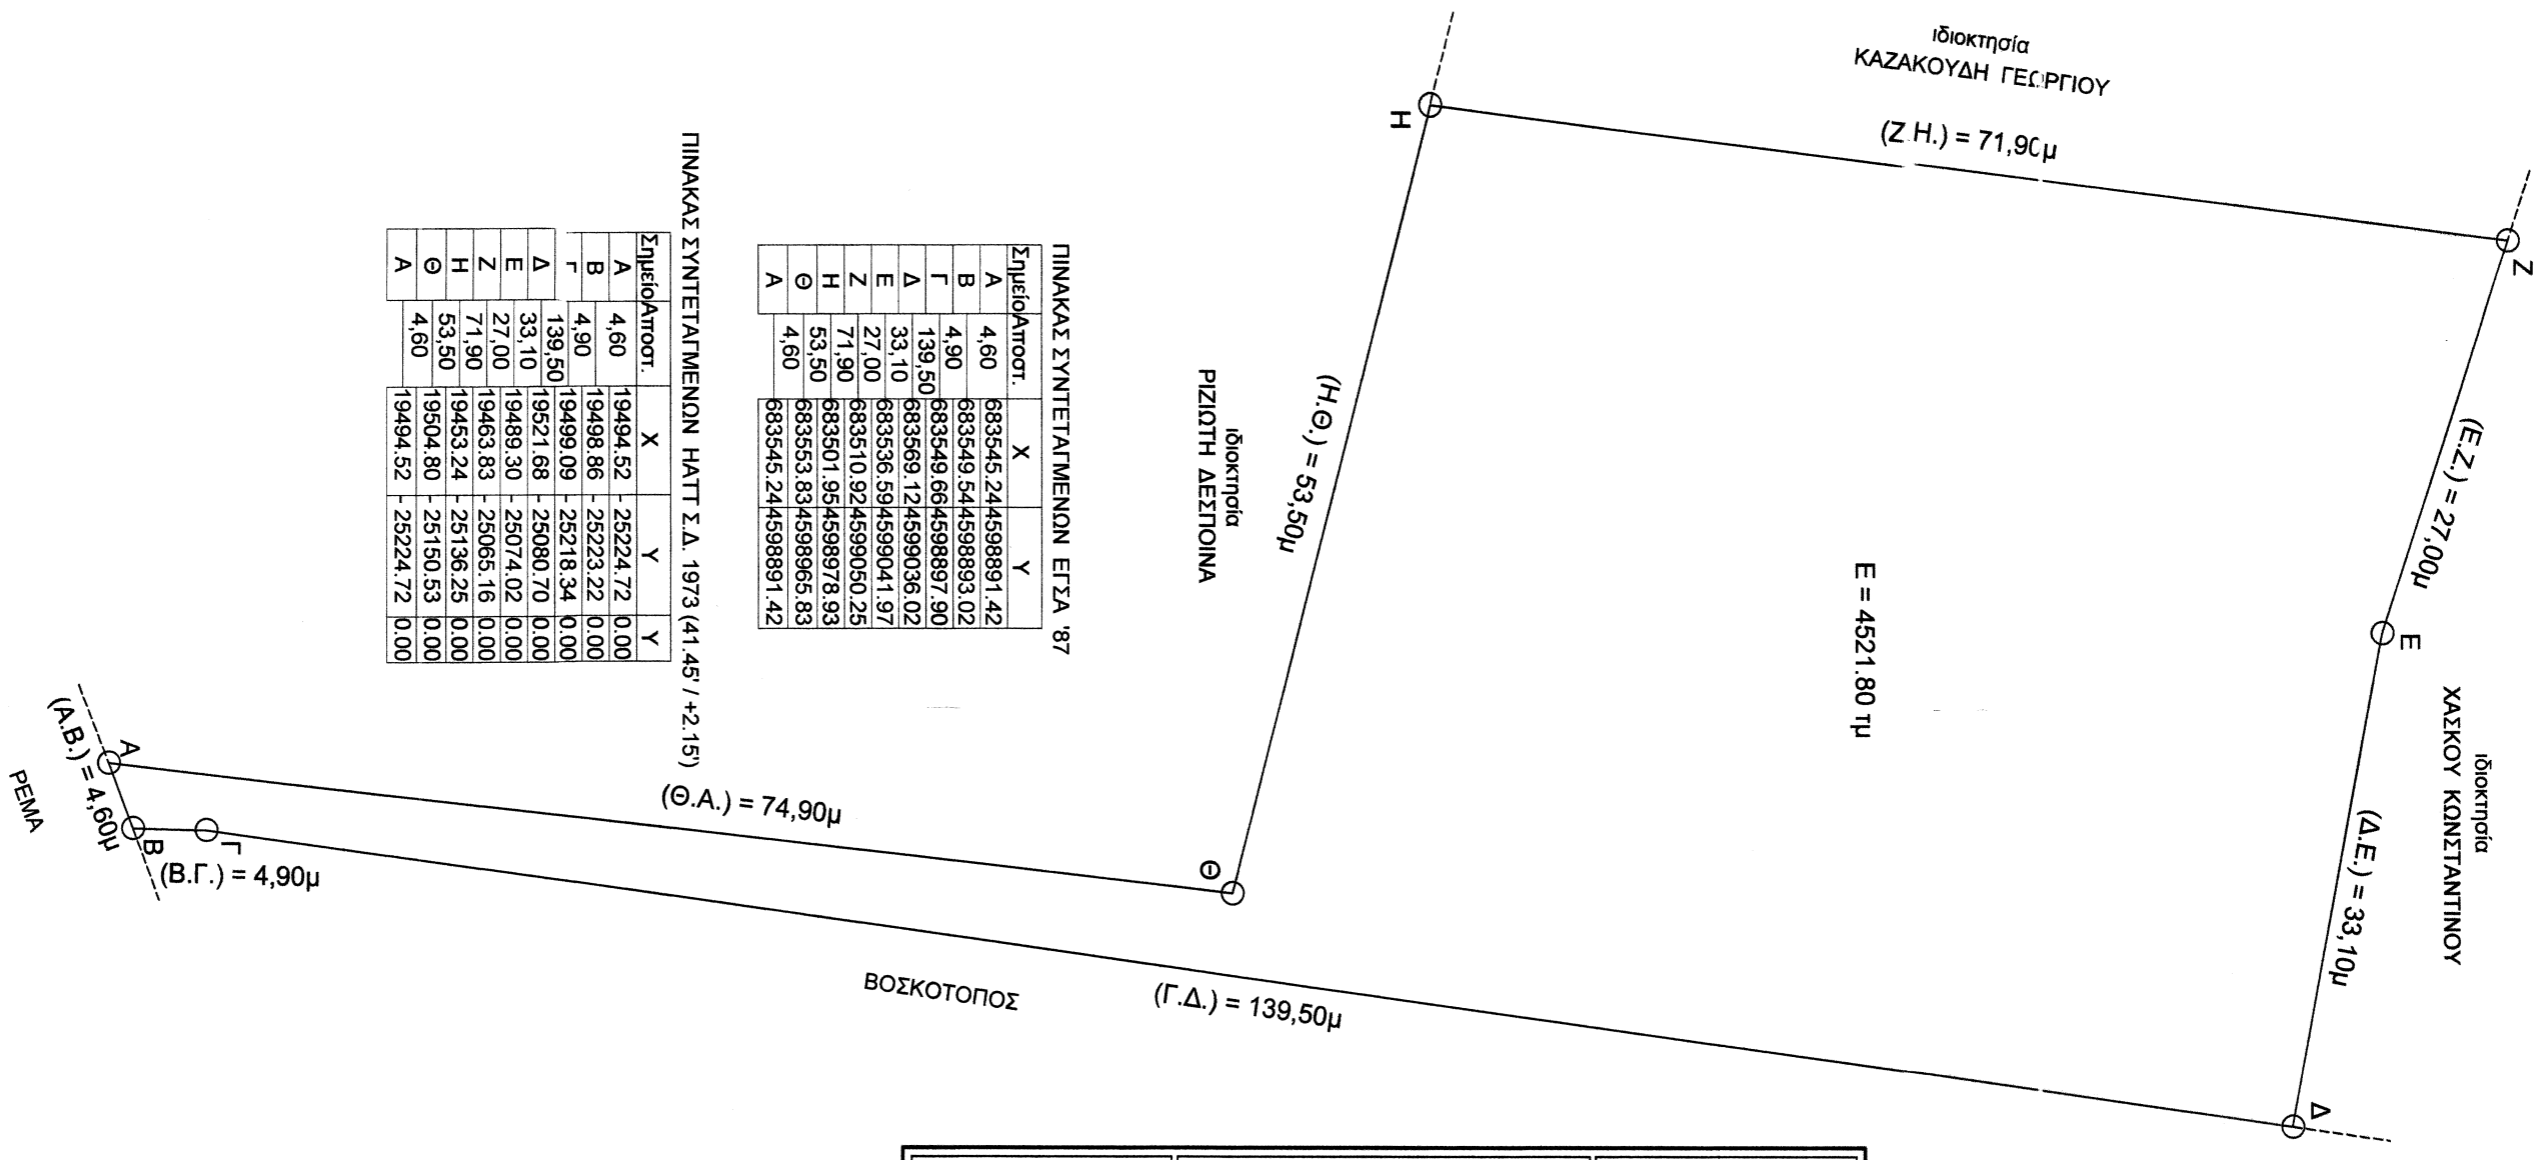 ιδιοκτησία
ΚΑΖΑΚΟΥΔΗ ΓΕΩΡΓΙΟΥ
(Ζ.Η.) = 71,90μ
Η
Ζ
(Ε.Ζ.) = 27,00μ
Ε
ιδιοκτησία
ΧΑΣΚΟΥ ΚΩΝΣΤΑΝΤΙΝΟΥ
(Δ.Ε.) = 33,10μ
Δ
Ε = 4521.80 τμ
(Η.Θ.) = 53,50μ
ιδιοκτησία
ΡΙΖΙΩΤΗ ΔΕΣΠΟΙΝΑ
ΠΙΝΑΚΑΣ ΣΥΝΤΕΤΑΓΜΕΝΩΝ ΕΓΣΑ '87
Σημείο Αποστ. Χ Υ
Α 4,60 683545.24 4598891.42
Β 4,90 683549.54 4598893.02
Γ 139,50 683549.66 4598897.90
Δ 33,10 683569.12 4599036.02
Ε 27,00 683536.59 4599041.97
Ζ 71,90 683510.92 4599050.25
Η 53,50 683501.95 4598978.93
Θ 4,60 683553.83 4598965.83
Α 683545.24 4598891.42
ΠΙΝΑΚΑΣ ΣΥΝΤΕΤΑΓΜΕΝΩΝ ΗΑΤΤ Σ.Δ. 1973 (41.45' / +2.15')
Σημείο Αποστ. Χ Υ Υ
Α 4,60 19494.52 - 25224.72 0.00
Β 4,90 19498.86 - 25223.22 0.00
Γ 139,50 19499.09 - 25218.34 0.00
Δ 33,10 19521.68 - 25080.70 0.00
Ε 27,00 19489.30 - 25074.02 0.00
Ζ 71,90 19463.83 - 25065.16 0.00
Η 53,50 19453.24 - 25136.25 0.00
Θ 4,60 19504.80 - 25150.53 0.00
Α 19494.52 - 25224.72 0.00
(Θ.Α.) = 74,90μ
Θ
Α
(Α.Β.) = 4,60μ
ΡΕΜΑ
Β
Γ
(Β.Γ.) = 4,90μ
ΒΟΣΚΟΤΟΠΟΣ
(Γ.Δ.) = 139,50μ